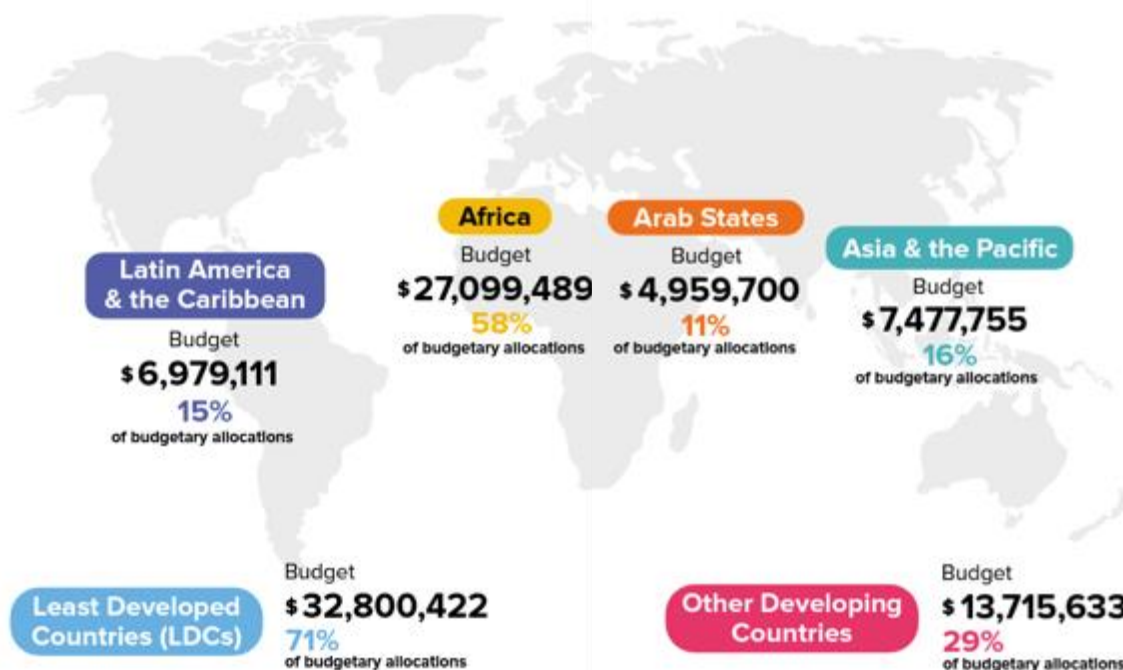 Africa
Budget
$27,099,489
58%
of budgetary allocations
Arab States
Budget
$4,959,700
11%
of budgetary allocations
Asia & the Pacific
Budget
$7,477,755
16%
of budgetary allocations
Latin America
& the Caribbean
Budget
$6,979,111
15%
of budgetary allocations
Least Developed
Countries (LDCs)
Budget
$32,800,422
71%
of budgetary allocations
Other Developing
Countries
Budget
$13,715,633
29%
of budgetary allocations